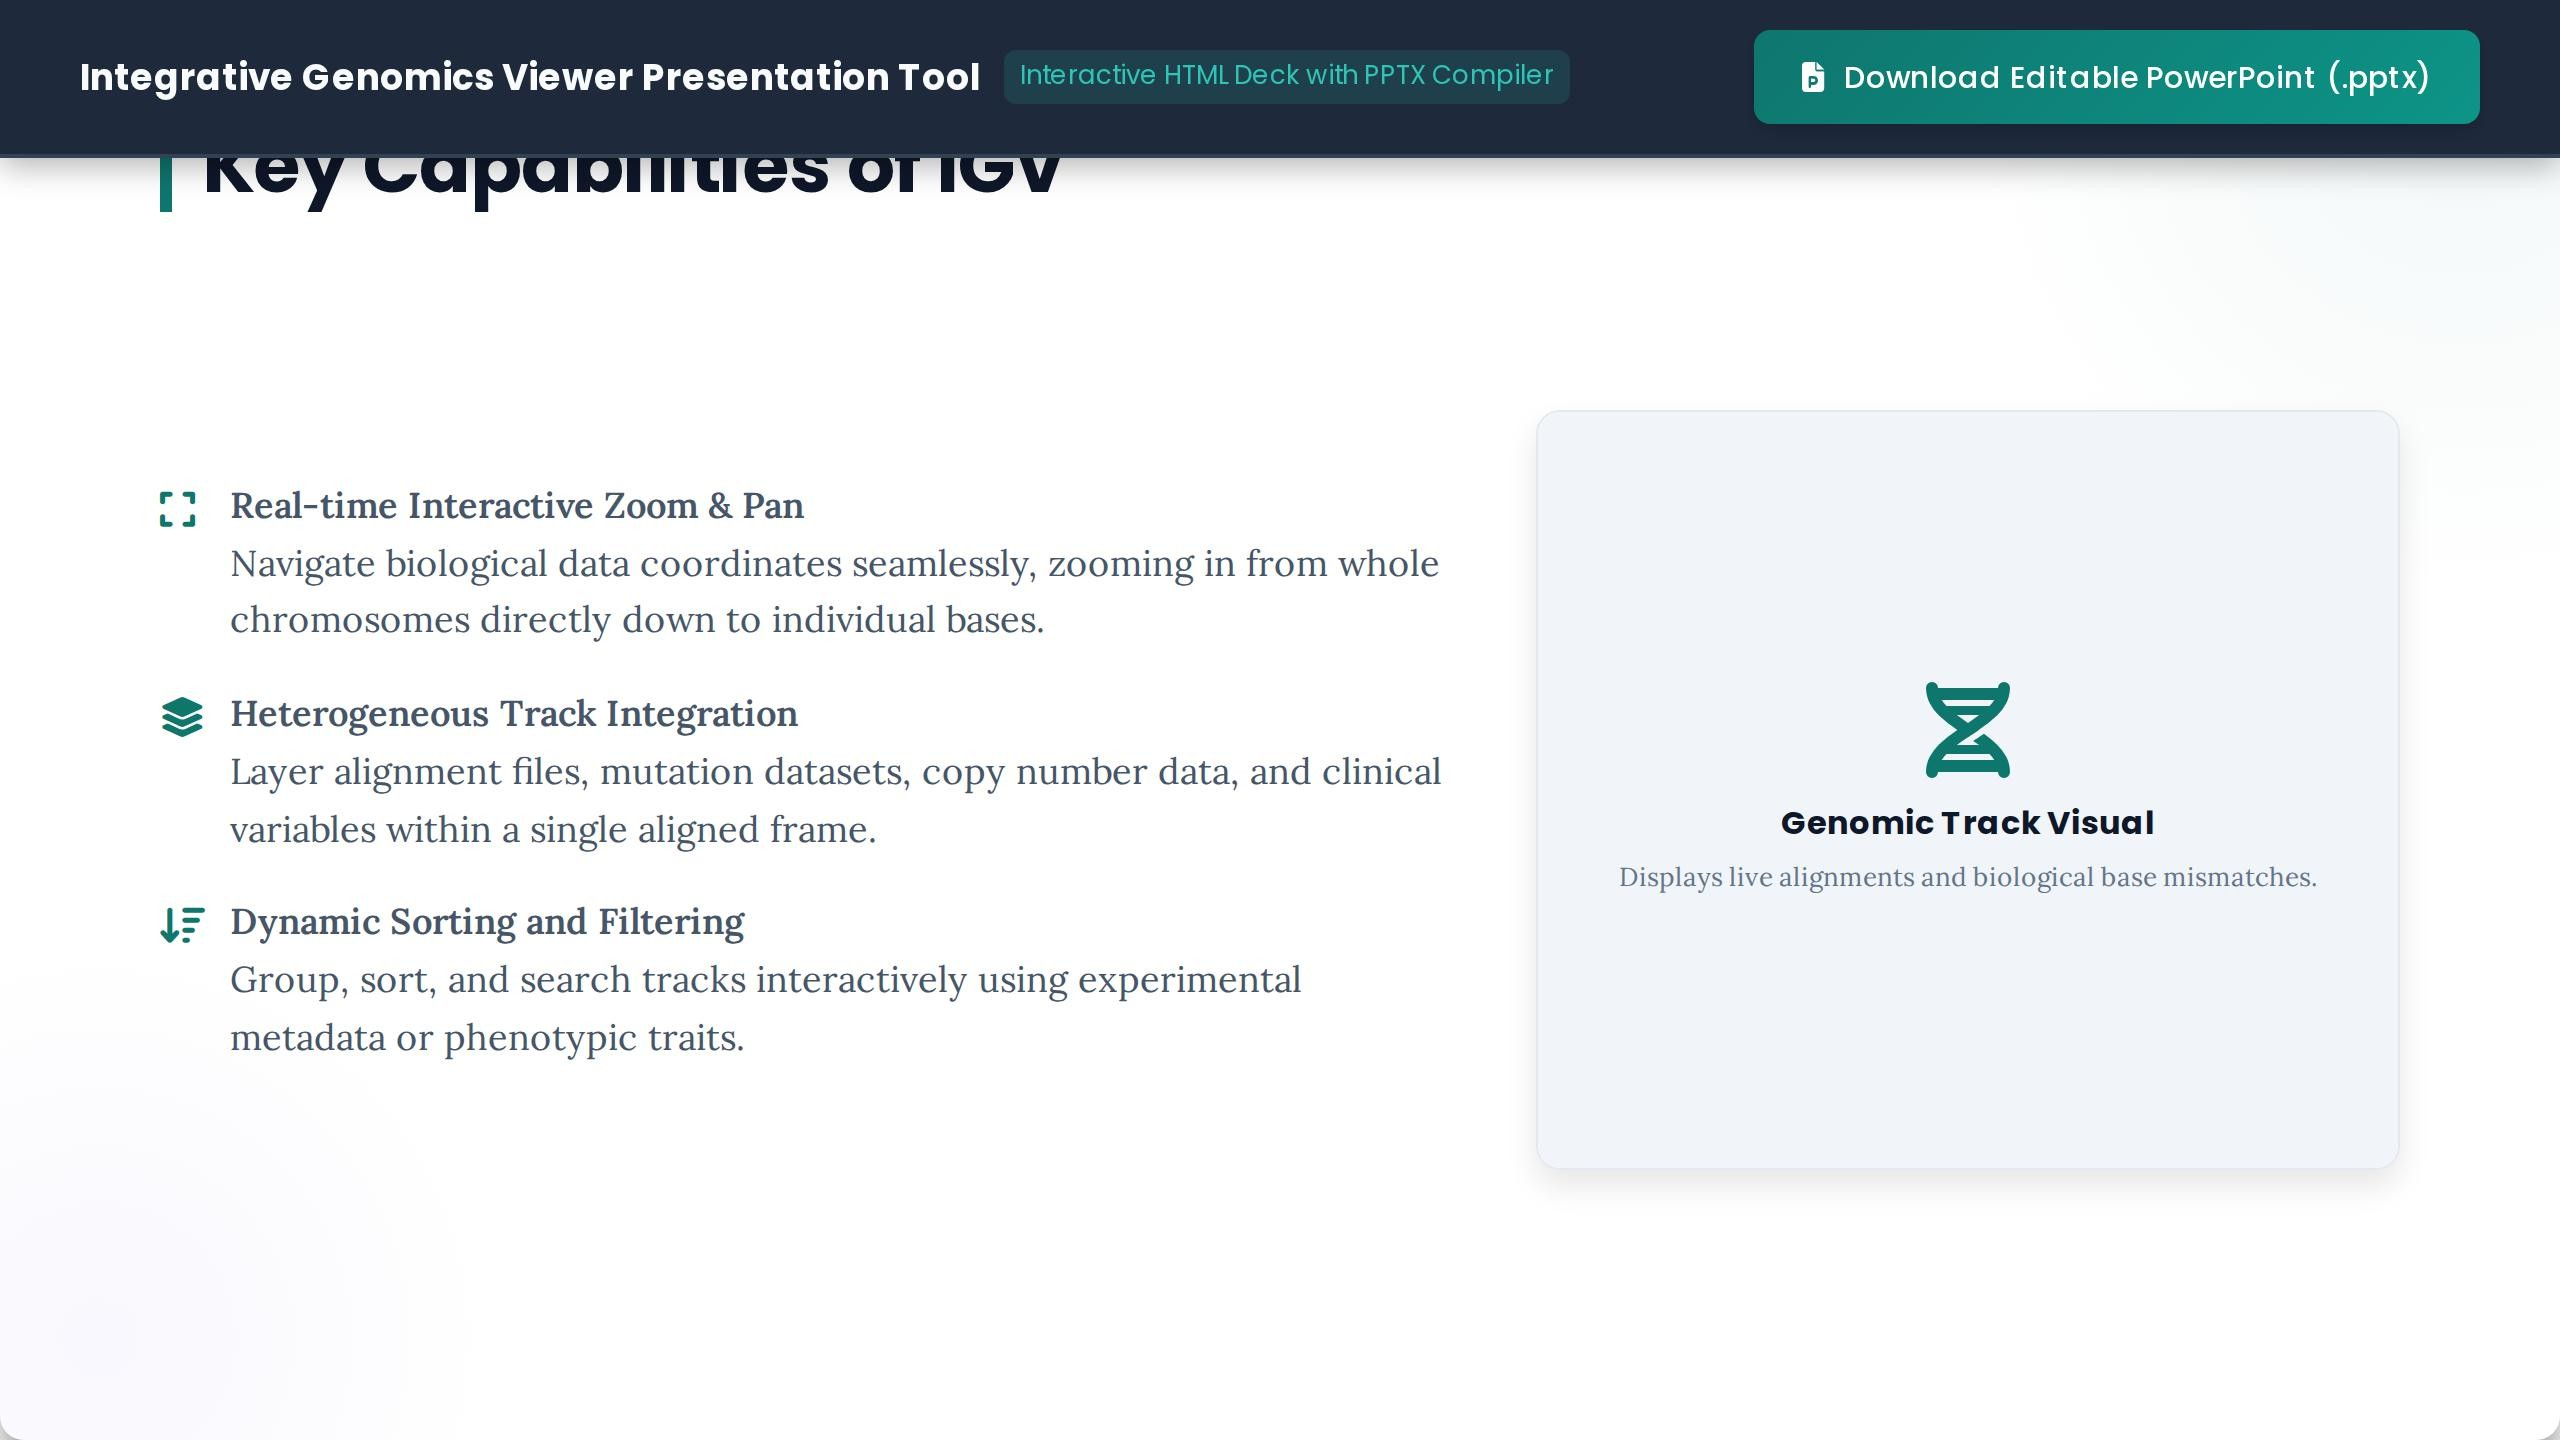 Integrative Genomics Viewer Presentation Tool
Interactive HTML Deck with PPTX Compiler
Download Editable PowerPoint (.pptx)
Key Capabilities of IGV
Real-time Interactive Zoom & Pan
Navigate biological data coordinates seamlessly, zooming in from whole
chromosomes directly down to individual bases.
Heterogeneous Track Integration
Layer alignment files, mutation datasets, copy number data, and clinical
variables within a single aligned frame.
Dynamic Sorting and Filtering
Group, sort, and search tracks interactively using experimental
metadata or phenotypic traits.
Genomic Track Visual
Displays live alignments and biological base mismatches.